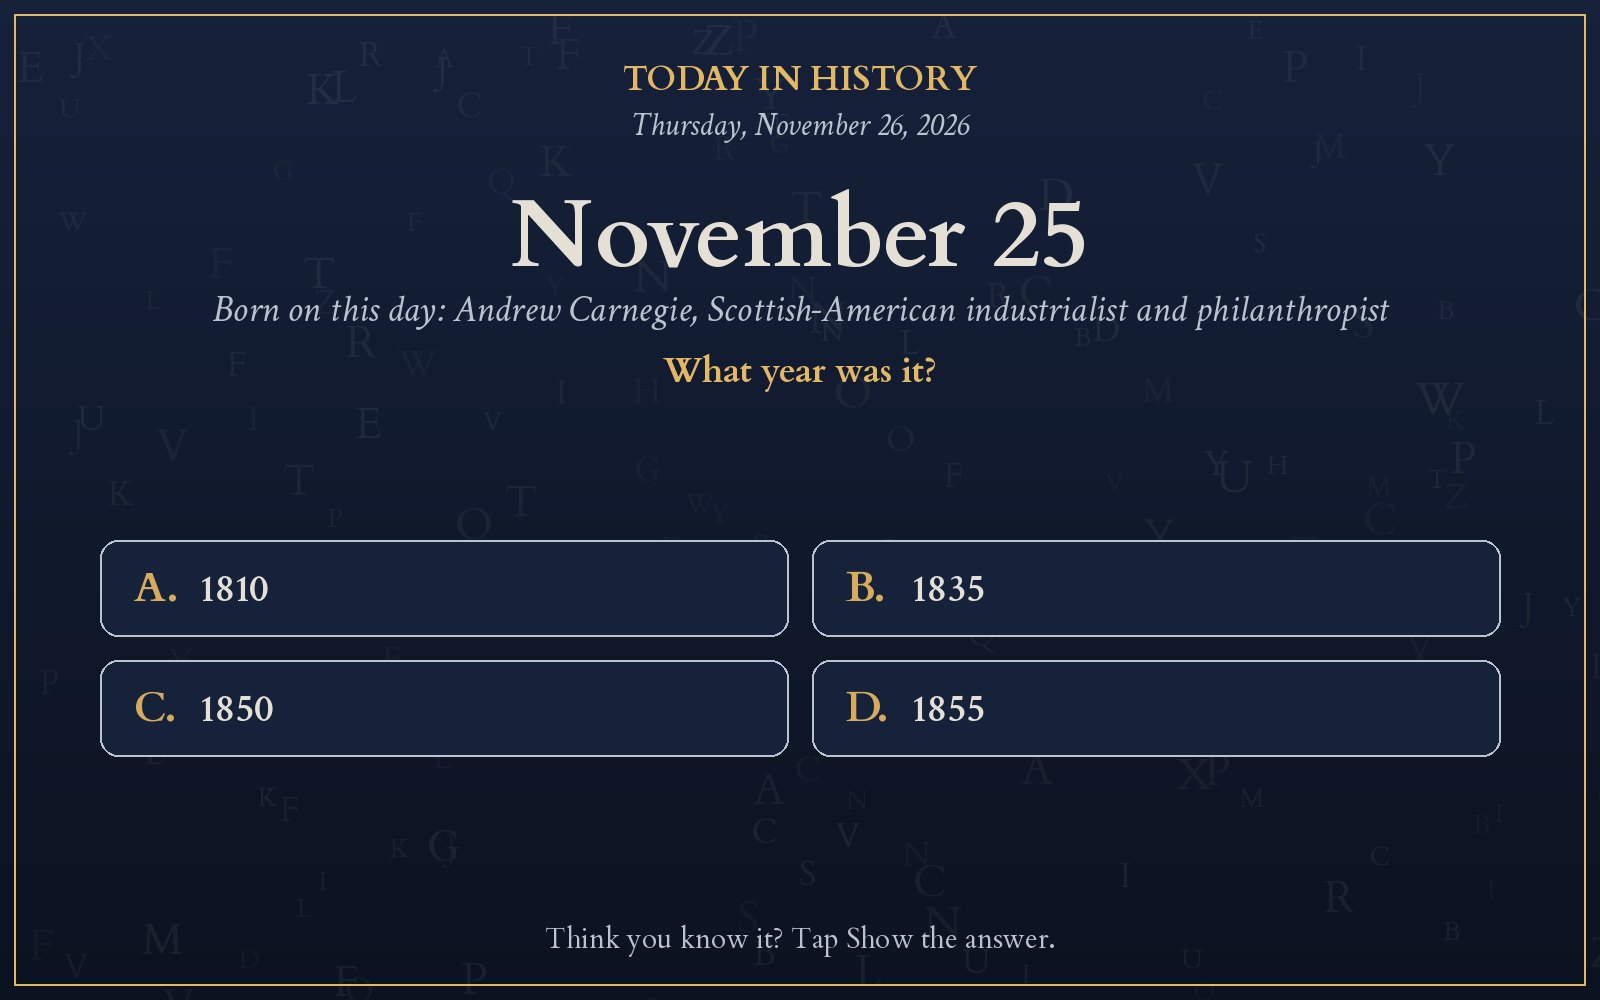 TODAY IN HISTORY
Thursday, November 26, 2026
November 25
Born on this day: Andrew Carnegie, Scottish-American industrialist and philanthropist
What year was it?
A. 1810
B. 1835
C. 1850
D. 1855
Think you know it? Tap Show the answer.